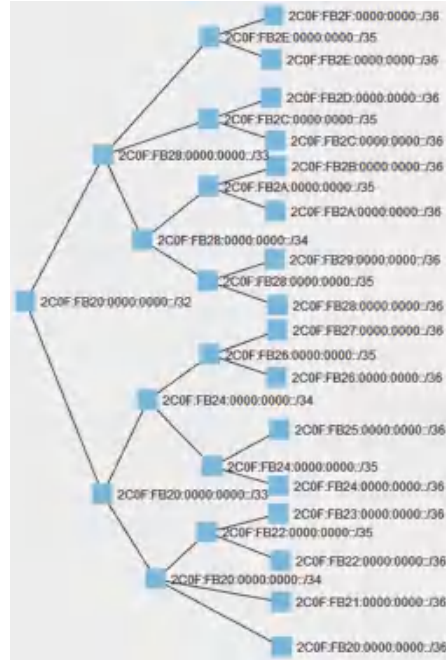 2C0F:FB2F:0000:0000::/36
2C0F:FB2E:0000:0000::/35
2C0F:FB2E:0000:0000::/36
2C0F:FB2D:0000:0000::/36
2C0F:FB2C:0000:0000::/35
2C0F:FB2C:0000:0000::/36
2C0F:FB28:0000:0000::/33
2C0F:FB2B:0000:0000::/36
2C0F:FB2A:0000:0000::/35
2C0F:FB2A:0000:0000::/36
2C0F:FB28:0000:0000::/34
2C0F:FB29:0000:0000::/36
2C0F:FB28:0000:0000::/35
2C0F:FB20:0000:0000::/32
2C0F:FB28:0000:0000::/36
2C0F:FB27:0000:0000::/36
2C0F:FB26:0000:0000::/35
2C0F:FB26:0000:0000::/36
2C0F:FB24:0000:0000::/34
2C0F:FB25:0000:0000::/36
2C0F:FB24:0000:0000::/35
2C0F:FB24:0000:0000::/36
2C0F:FB20:0000:0000::/33
2C0F:FB23:0000:0000::/36
2C0F:FB22:0000:0000::/35
2C0F:FB22:0000:0000::/36
2C0F:FB20:0000:0000::/34
2C0F:FB21:0000:0000::/36
2C0F:FB20:0000:0000::/36